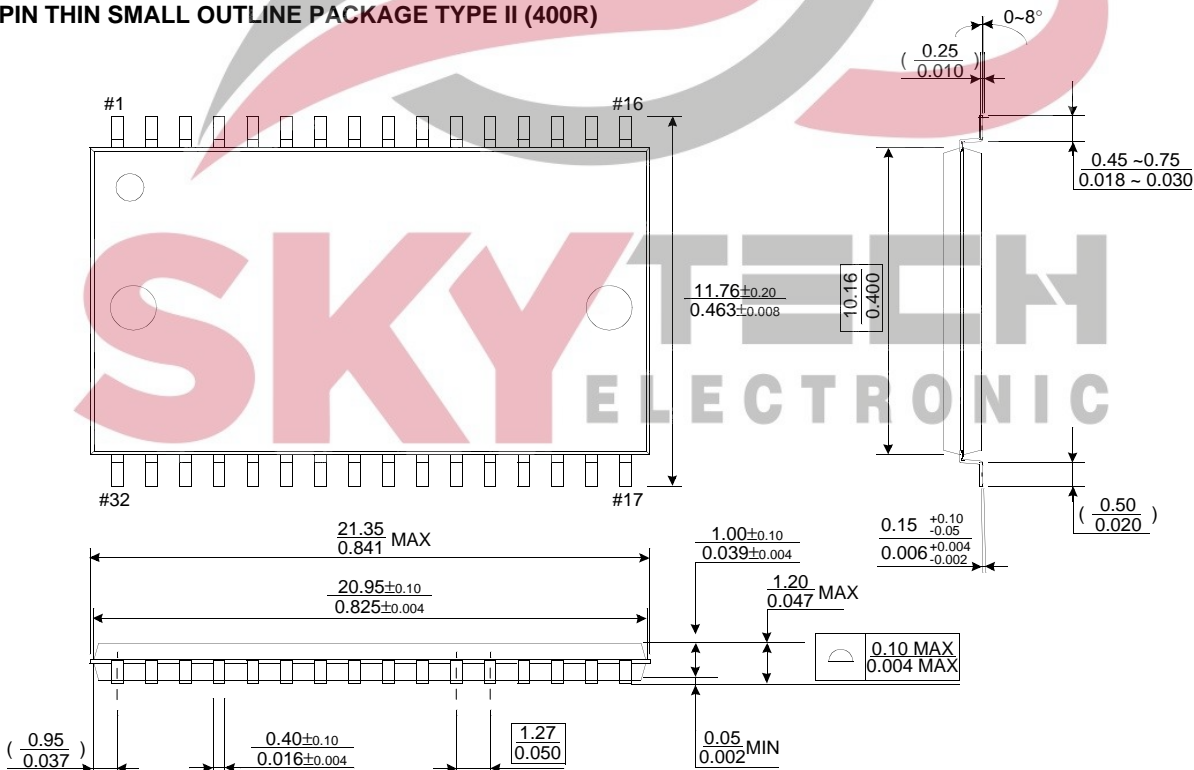 PIN THIN SMALL OUTLINE PACKAGE TYPE II (400R)
0~8°
( 0.25 )
0.010
#1
#16
0.45 ~0.75
0.018 ~ 0.030
SKYTECH
ELECTRONIC
11.76±0.20
0.463±0.008
10.16
0.400
#32
#17
( 0.50 )
0.020
0.15 +0.10 -0.05
0.006 +0.004 -0.002
21.35 MAX
0.841
1.00±0.10
0.039±0.004
20.95±0.10
0.825±0.004
1.20 MAX
0.047
0.10 MAX
0.004 MAX
( 0.95 )
0.037
0.40±0.10
0.016±0.004
1.27
0.050
0.05 MIN
0.002